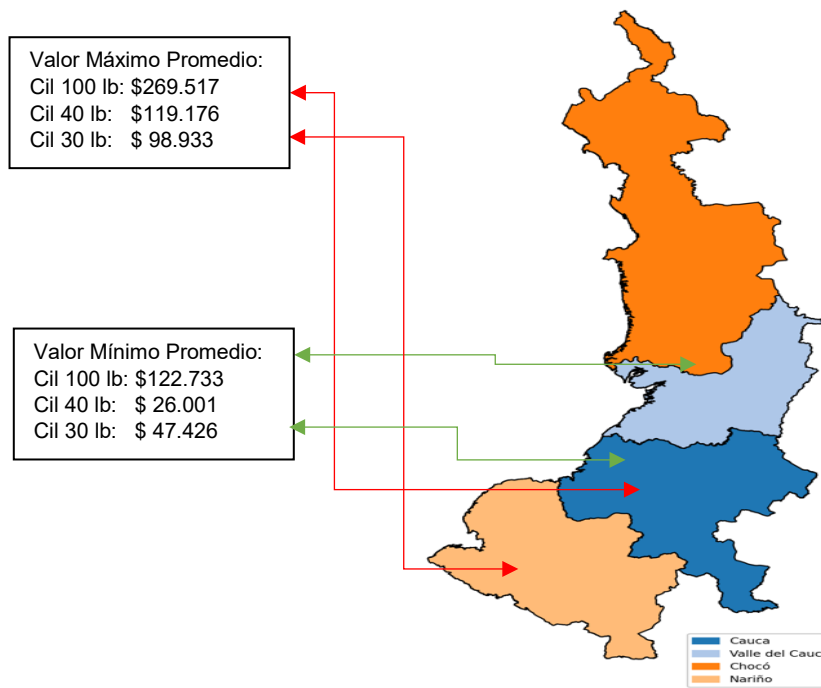 Valor Máximo Promedio:
Cil 100 lb: $269.517
Cil 40 lb: $119.176
Cil 30 lb: $ 98.933
Valor Mínimo Promedio:
Cil 100 lb: $122.733
Cil 40 lb: $ 26.001
Cil 30 lb: $ 47.426
Cauca
Valle del Cauc
Chocó
Nariño